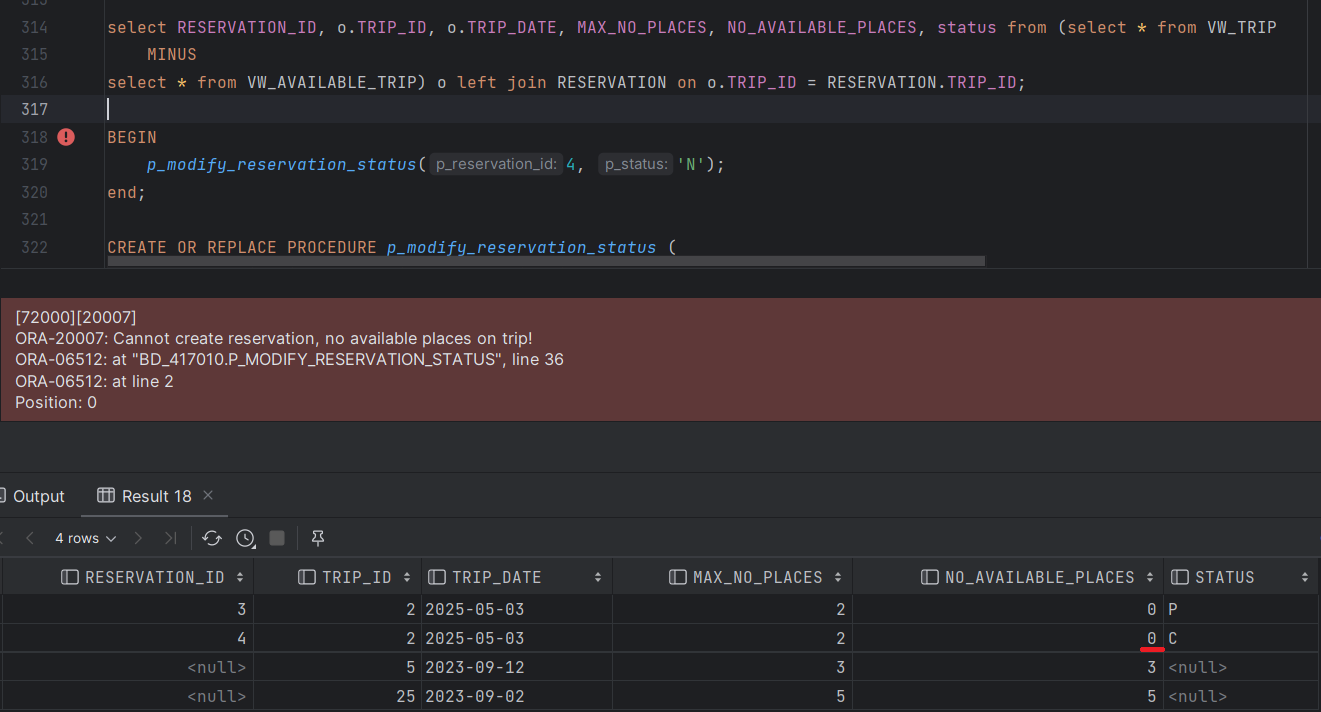 313
314 select RESERVATION_ID, o.TRIP_ID, o.TRIP_DATE, MAX_NO_PLACES, NO_AVAILABLE_PLACES, status from (select * from VW_TRIP
315 MINUS
316 select * from VW_AVAILABLE_TRIP) o left join RESERVATION on o.TRIP_ID = RESERVATION.TRIP_ID;
317
318 BEGIN
319 p_modify_reservation_status( p_reservation_id: 4, p_status: 'N');
320 end;
321
322 CREATE OR REPLACE PROCEDURE p_modify_reservation_status (
[72000][20007]
ORA-20007: Cannot create reservation, no available places on trip!
ORA-06512: at "BD_417010.P_MODIFY_RESERVATION_STATUS", line 36
ORA-06512: at line 2
Position: 0
Output Result 18
4 rows
RESERVATION_ID TRIP_ID TRIP_DATE MAX_NO_PLACES NO_AVAILABLE_PLACES STATUS
3 2 2025-05-03 2 0 P
4 2 2025-05-03 2 0 C
<null> 5 2023-09-12 3 3 <null>
<null> 25 2023-09-02 5 5 <null>